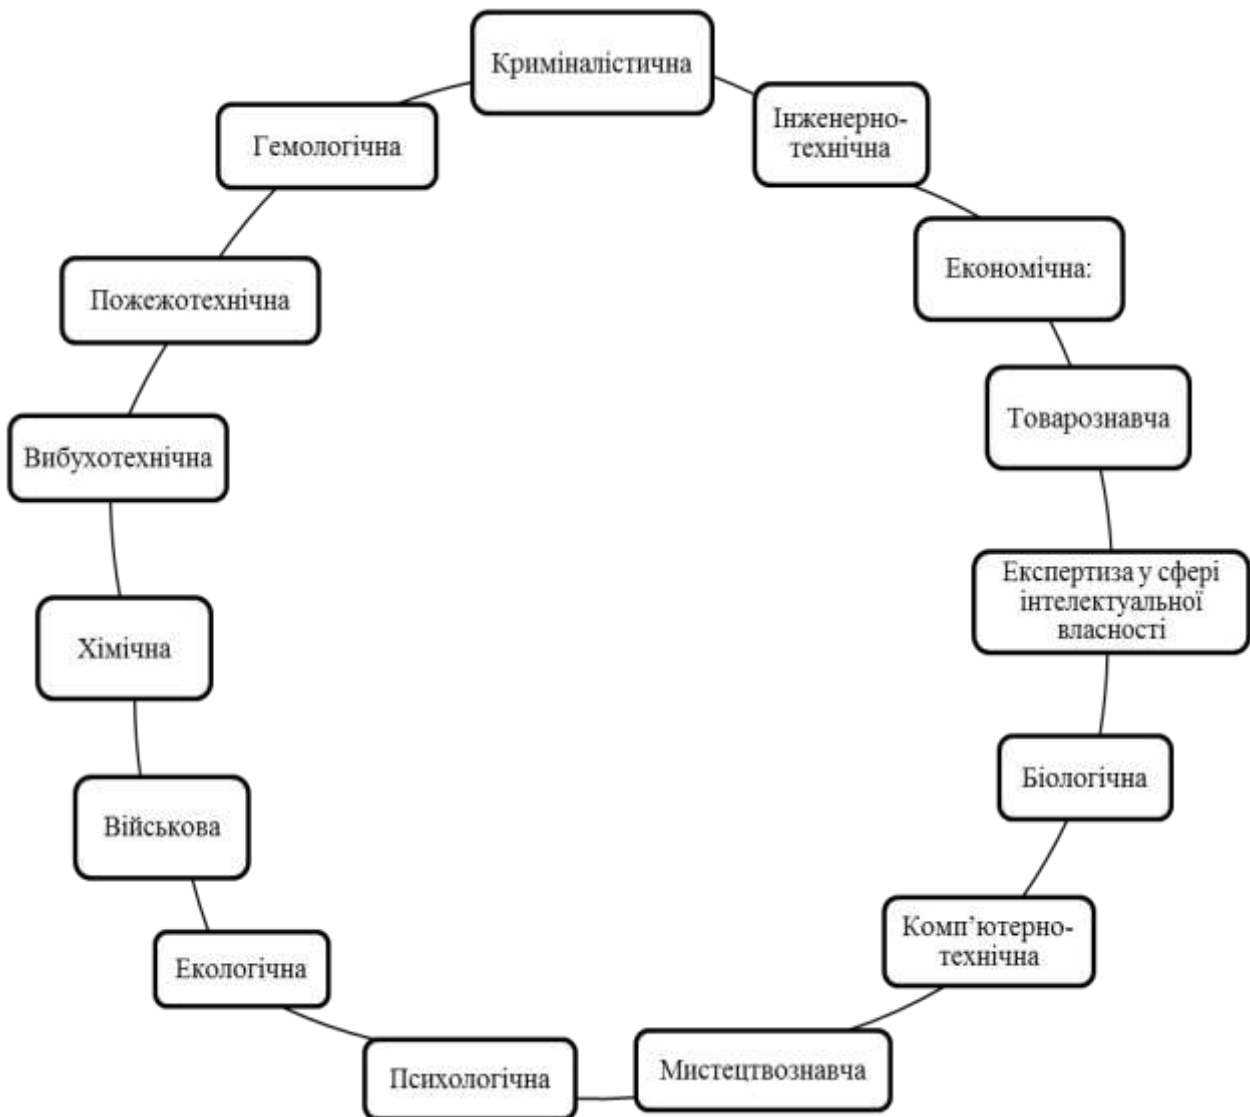 Криміналістична
Інженерно-
технічна
Економічна:
Товарознавча
Експертиза у сфері
інтелектуальної
власності
Біологічна
Комп’ютерно-
технічна
Мистецтвознавча
Психологічна
Екологічна
Військова
Хімічна
Вибухотехнічна
Пожежотехнічна
Гемологічна